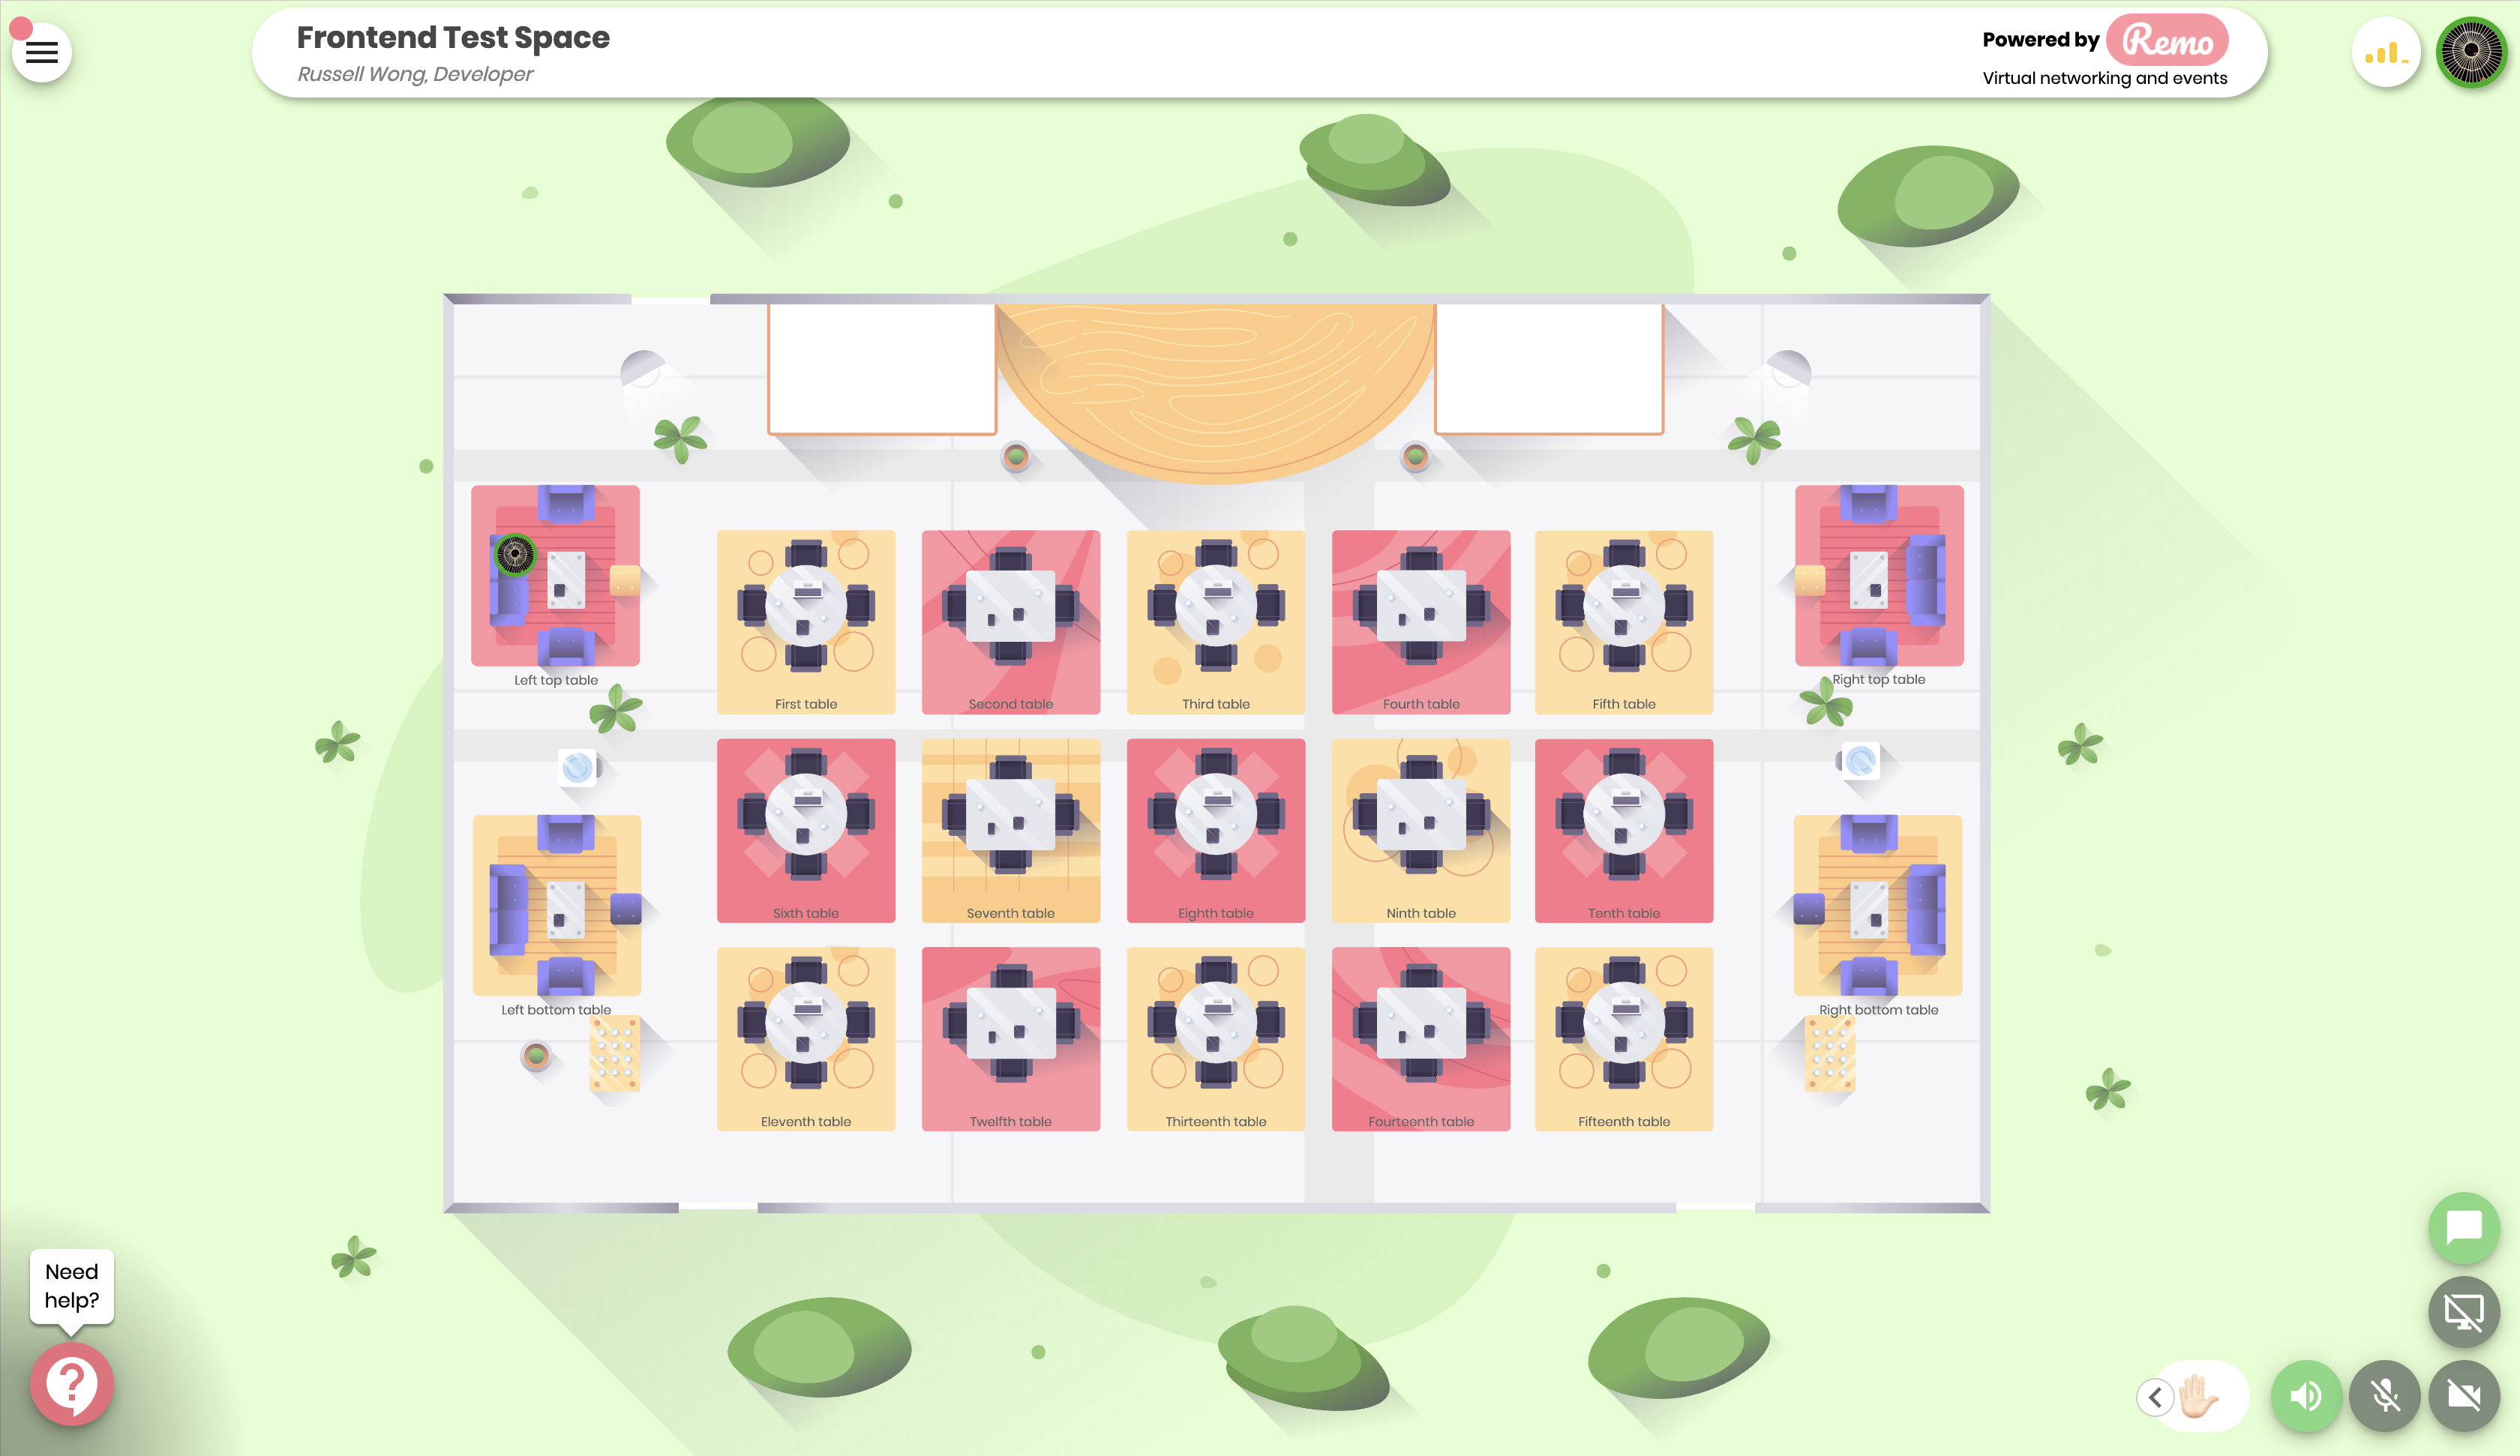 Frontend Test Space
Russell Wong, Developer
Powered by Remo
Virtual networking and events
Left top table
Right top table
First table
Second table
Third table
Fourth table
Fifth table
Sixth table
Seventh table
Eighth table
Ninth table
Tenth table
Left bottom table
Right bottom table
Eleventh table
Twelfth table
Thirteenth table
Fourteenth table
Fifteenth table
Need
help?
?